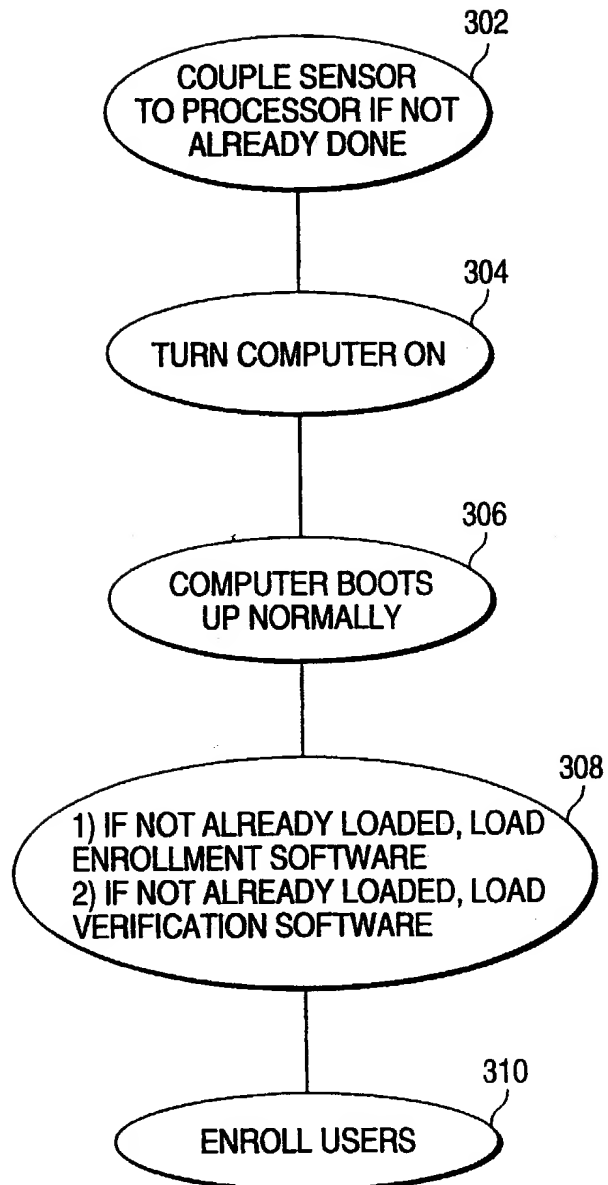 302
COUPLE SENSOR
TO PROCESSOR IF NOT
ALREADY DONE
304
TURN COMPUTER ON
306
COMPUTER BOOTS
UP NORMALLY
308
1) IF NOT ALREADY LOADED, LOAD
ENROLLMENT SOFTWARE
2) IF NOT ALREADY LOADED, LOAD
VERIFICATION SOFTWARE
310
ENROLL USERS